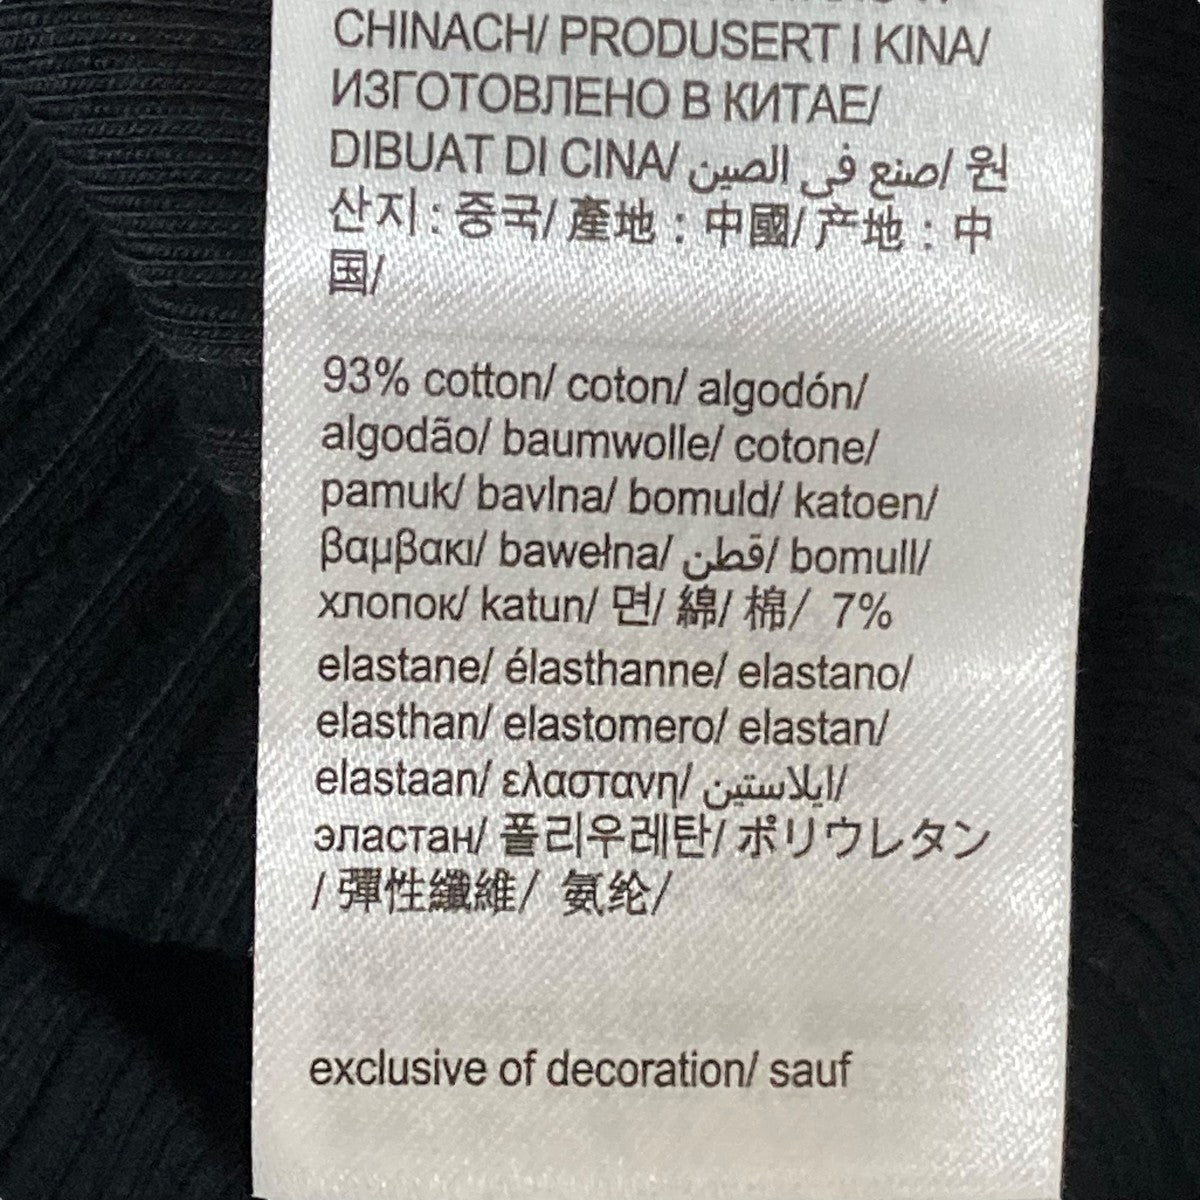 CHINACH/ PRODUSERT I KINA/
ИЗГОТОВЛЕНО В КИТАЕ/
DIBUAT DI CINA/ صنع في الصين/ 원
산지 : 중국/ 產地 : 中國/ 产地 : 中
国/
93% cotton/ coton/ algodón/
algodão/ baumwolle/ cotone/
pamuk/ bavlna/ bomuld/ katoen/
βαμβακι/ bawełna/ قطن/ bomull/
хлопок/ katun/ 면/ 綿/ 棉/ 7%
elastane/ élasthanne/ elastano/
elasthan/ elastomero/ elastan/
elastaan/ ελαστανη/ ايلاستين/
эластан/ 폴리우레탄/ ポリウレタン
/ 彈性纖維/ 氨纶/
exclusive of decoration/ sauf